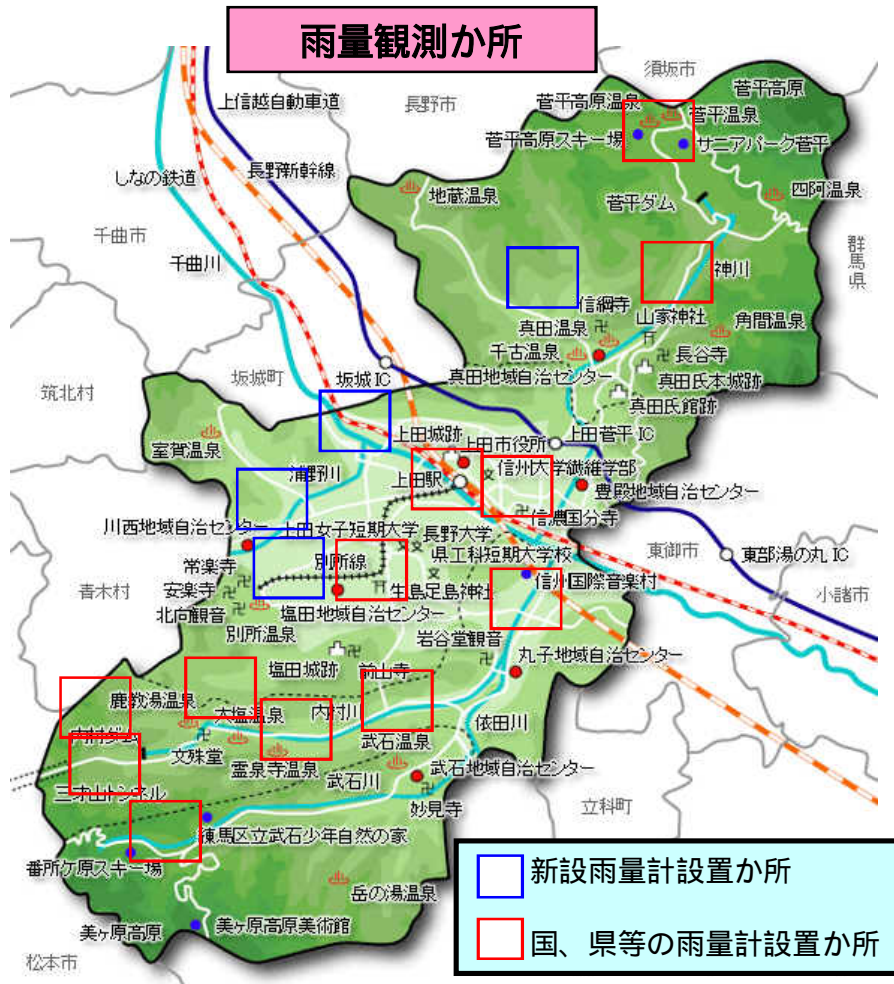 雨量観測か所
須坂市
菅平高原
上信越自動車道
長野市
菅平高原温泉
菅平温泉
菅平高原スキー場
サニアパーク菅平
しなの鉄道
長野新幹線
地蔵温泉
四阿温泉
菅平ダム
千曲市
群馬県
千曲川
神川
信綱寺
真田温泉
山家神社
角間温泉
千古温泉
長谷寺
坂城町
坂城IC
真田地域自治センター
真田氏本城跡
筑北村
真田氏館跡
上田城跡
上田市役所
上田菅平IC
室賀温泉
浦野川
上田駅
信州大学繊維学部
豊殿地域自治センター
信濃国分寺
川西地域自治センター
上田女子短期大学
長野大学
県工科短期大学校
東御市
東部湯の丸IC
常楽寺
別所線
青木村
安楽寺
生島足島神社
信州国際音楽村
小諸市
北向観音
塩田地域自治センター
別所温泉
岩谷堂観音
塩田城跡
前山寺
丸子地域自治センター
鹿教湯温泉
大塩温泉
内村川
依田川
内村ダム
文殊堂
武石温泉
霊泉寺温泉
武石川
武石地域自治センター
三才山トンネル
妙見寺
立科町
練馬区立武石少年自然の家
番所ケ原スキー場
岳の湯温泉
美ヶ原高原
美ヶ原高原美術館
松本市
新設雨量計設置か所
国、県等の雨量計設置か所